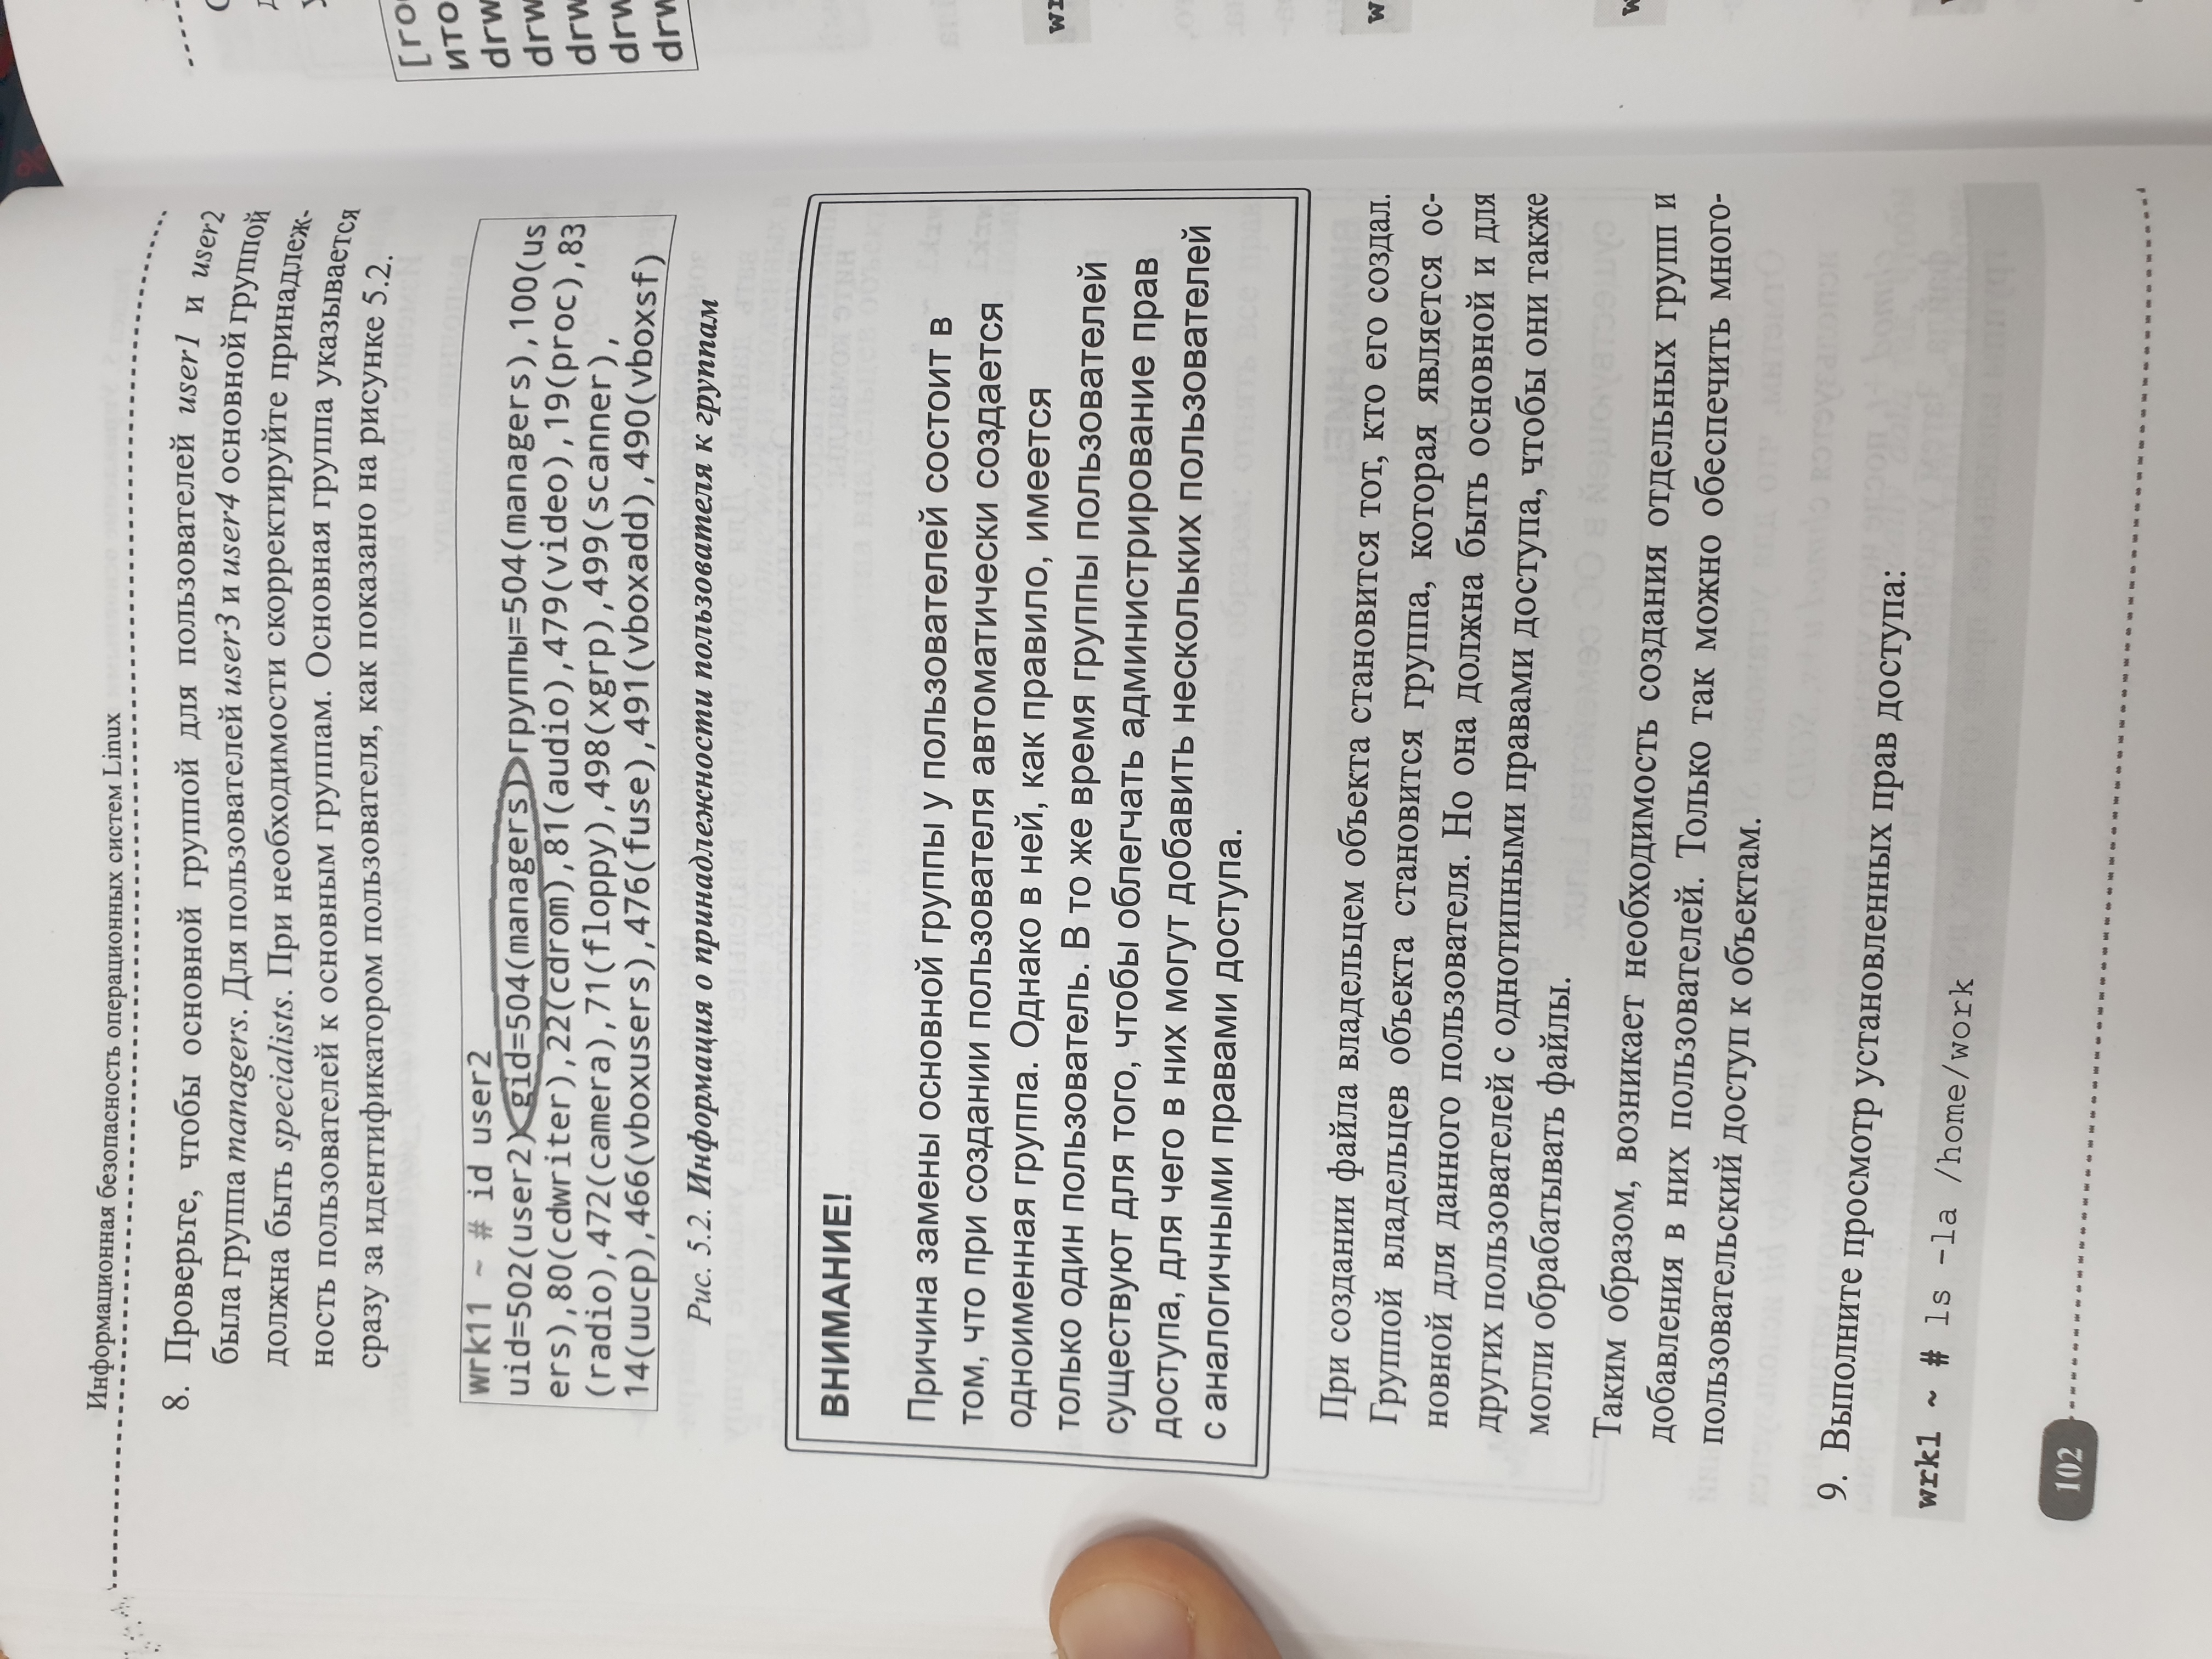 Информационная безопасность операционных систем Linux
8. Проверьте, чтобы основной группой для пользователей user1 и user2
была группа managers. Для пользователей user3 и user4 основной группой
должна быть specialists. При необходимости скорректируйте принадлеж-
ность пользователей к основным группам. Основная группа указывается
сразу за идентификатором пользователя, как показано на рисунке 5.2.
wrk1 ~ # id user2
uid=502(user2) gid=504(managers) группы=504(managers),100(us
ers),80(cdwriter),22(cdrom),81(audio),479(video),19(proc),83
(radio),472(camera),71(floppy),498(xgrp),499(scanner),
14(uucp),466(vboxusers),476(fuse),491(vboxadd),490(vboxsf)
Рис. 5.2. Информация о принадлежности пользователя к группам
ВНИМАНИЕ!
Причина замены основной группы у пользователей состоит в
том, что при создании пользователя автоматически создается
одноименная группа. Однако в ней, как правило, имеется
только один пользователь. В то же время группы пользователей
существуют для того, чтобы облегчать администрирование прав
доступа, для чего в них могут добавить нескольких пользователей
с аналогичными правами доступа.
При создании файла владельцем объекта становится тот, кто его создал.
Группой владельцев объекта становится группа, которая является ос-
новной для данного пользователя. Но она должна быть основной и для
других пользователей с однотипными правами доступа, чтобы они также
могли обрабатывать файлы.
Таким образом, возникает необходимость создания отдельных групп и
добавления в них пользователей. Только так можно обеспечить много-
пользовательский доступ к объектам.
9. Выполните просмотр установленных прав доступа:
wrk1 ~ # ls -la /home/work
102
[ro
ито
drw
drw
drw
drw
drw
wr
w
w